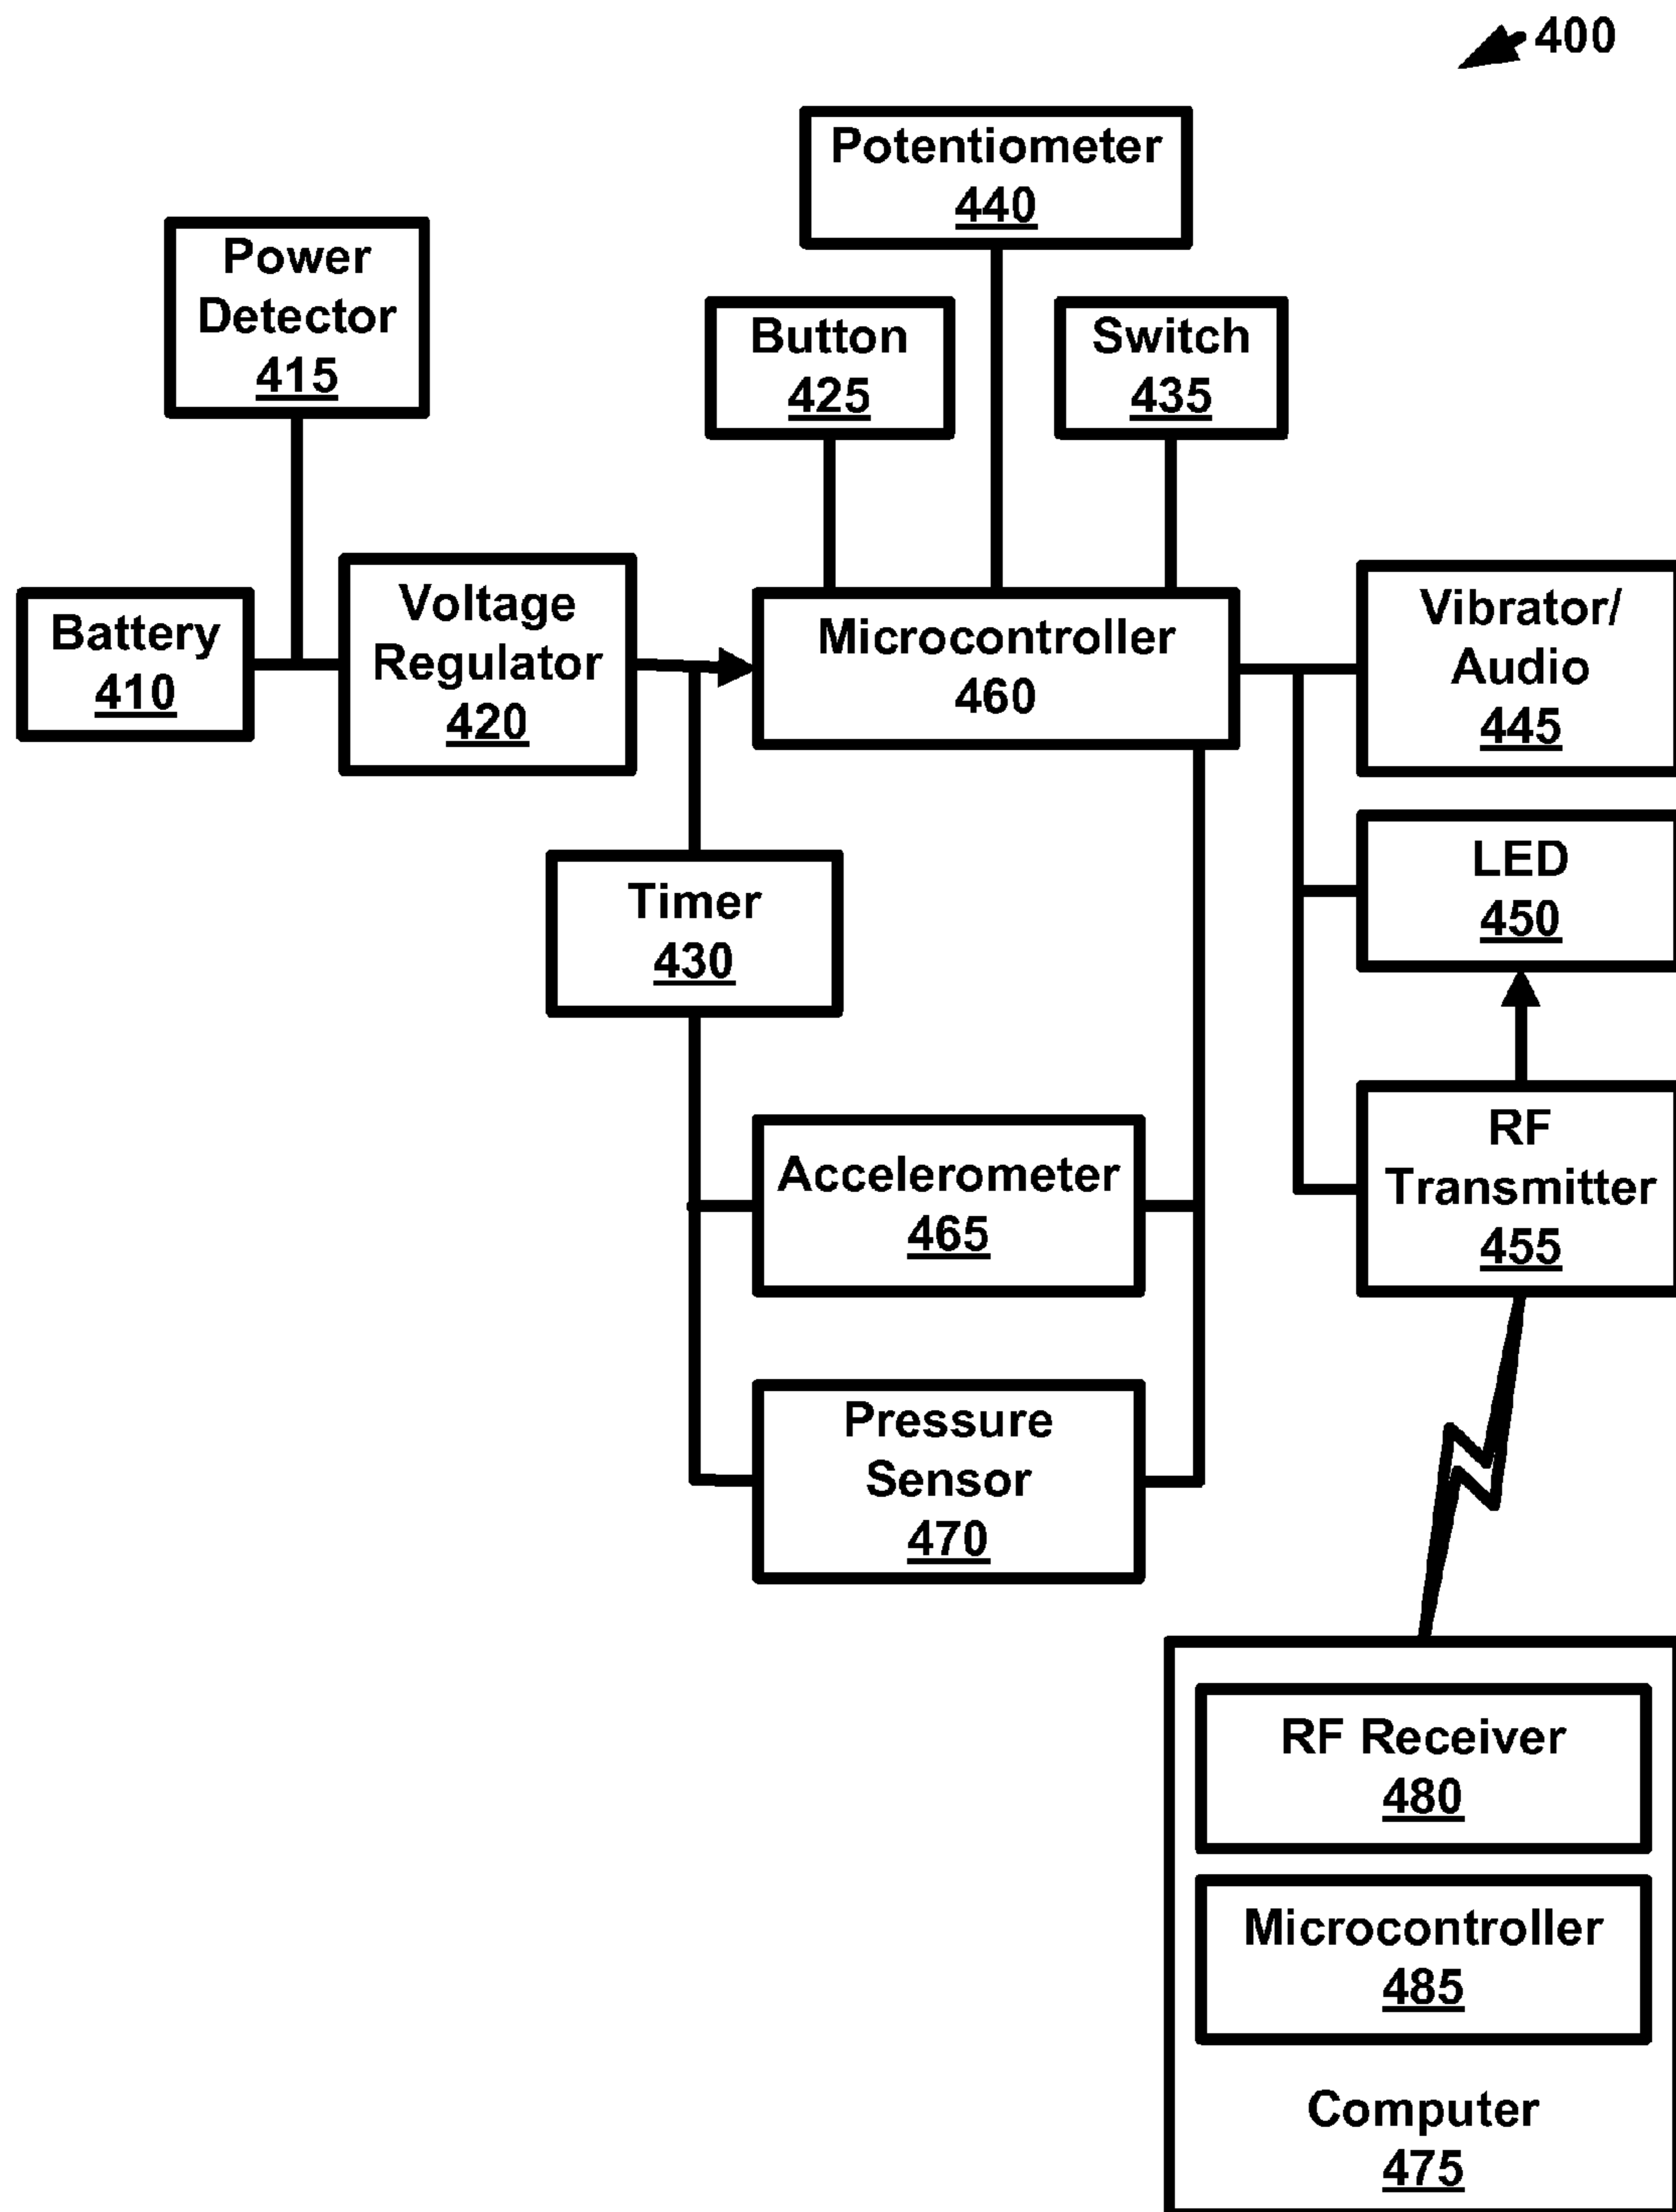 400
Potentiometer
440
Power
Detector
415
Button
425
Switch
435
Battery
410
Voltage
Regulator
420
Microcontroller
460
Vibrator/
Audio
445
LED
450
Timer
430
RF
Transmitter
455
Accelerometer
465
Pressure
Sensor
470
RF Receiver
480
Microcontroller
485
Computer
475